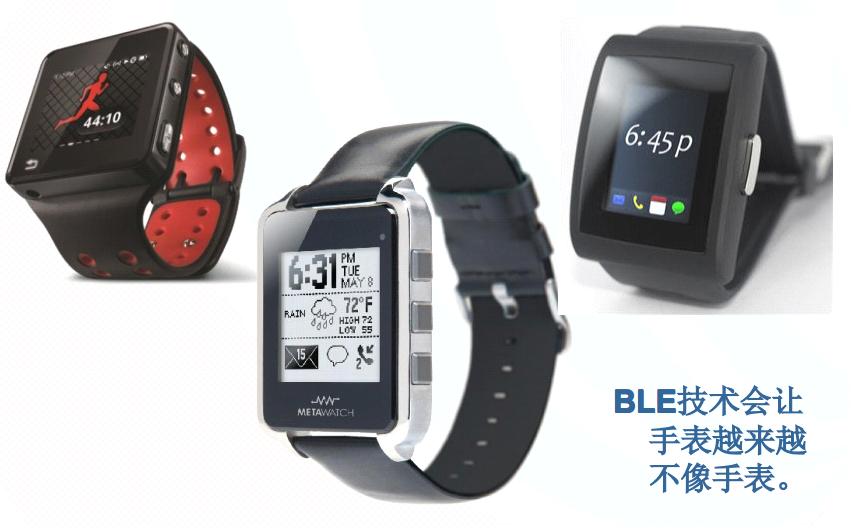 44:10
6:45p
6:31 PM
TUE
MAY 8
RAIN 72°F
HIGH 72
LOW 55
15
2
METAWATCH
BLE技术会让
手表越来越
不像手表。